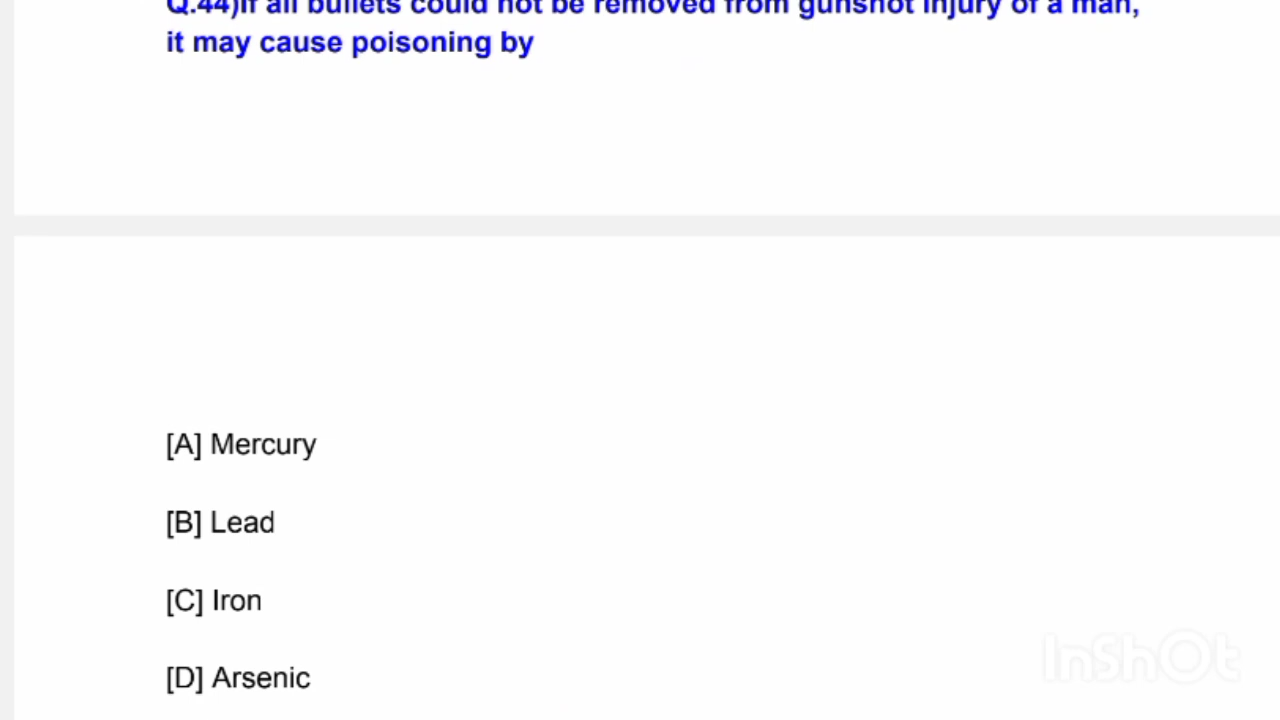 Q.44)If all bullets could not be removed from gunshot injury of a man,
it may cause poisoning by
[A] Mercury
[B] Lead
[C] Iron
[D] Arsenic
InShOt